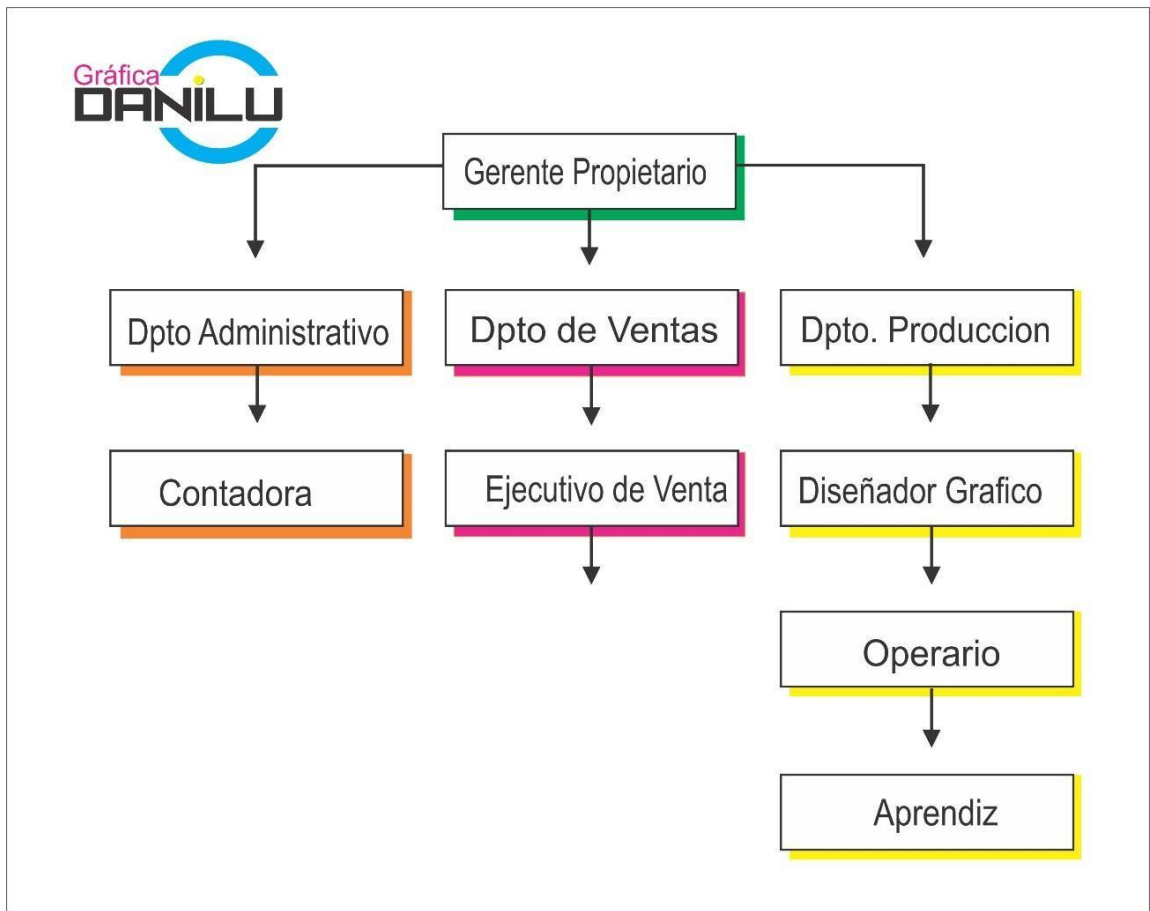 Gráfica
DANiLU
Gerente Propietario
Dpto Administrativo
Dpto de Ventas
Dpto. Produccion
Contadora
Ejecutivo de Venta
Diseñador Grafico
Operario
Aprendiz